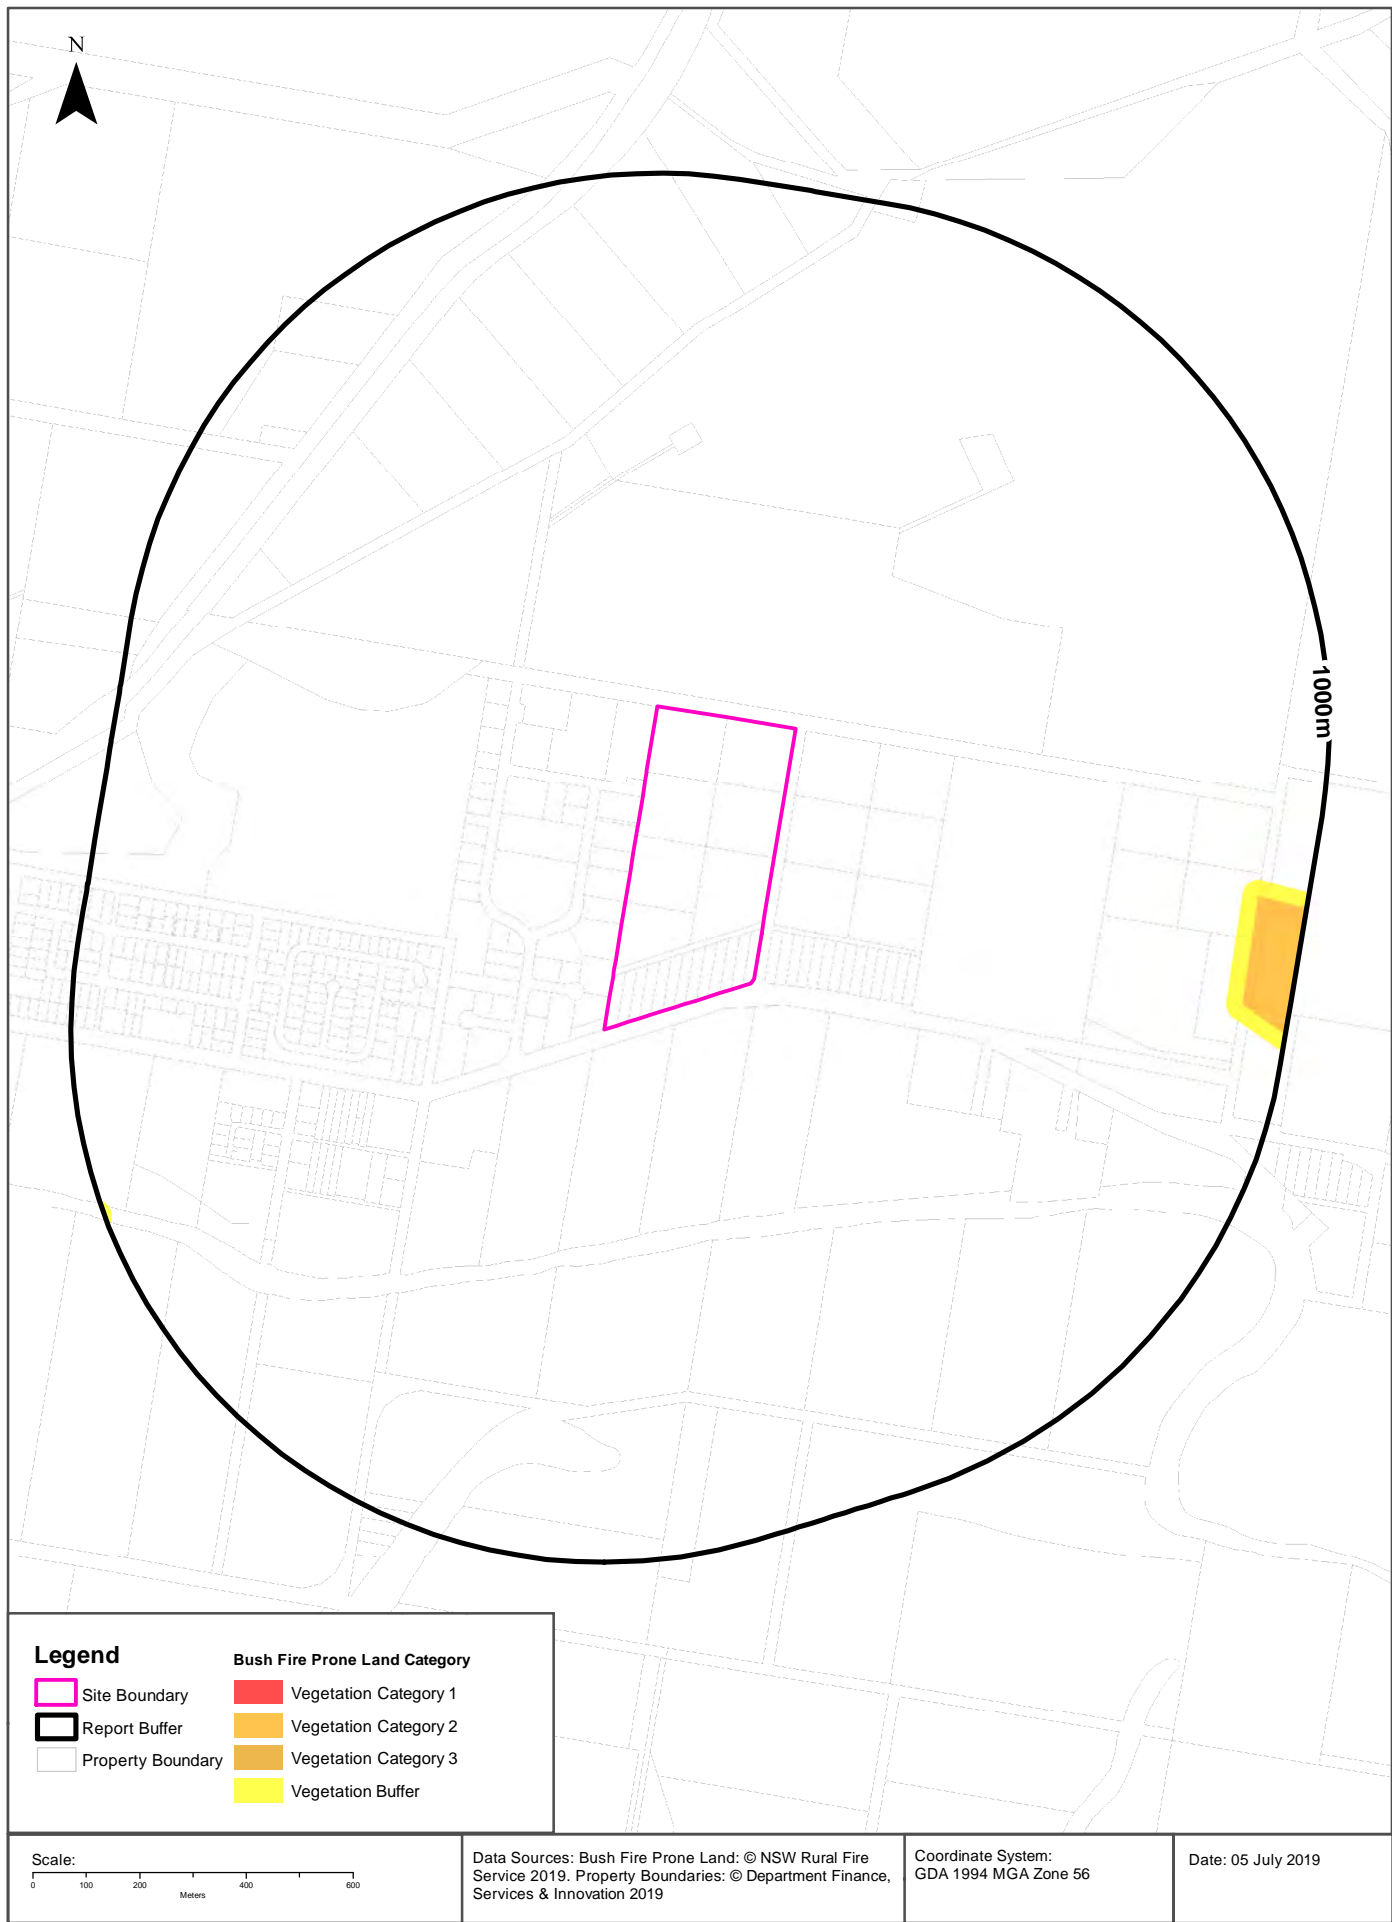 N
1000m
Legend
Site Boundary
Report Buffer
Property Boundary
Bush Fire Prone Land Category
Vegetation Category 1
Vegetation Category 2
Vegetation Category 3
Vegetation Buffer
Scale:
0 100 200 400 600
Meters
Data Sources: Bush Fire Prone Land: © NSW Rural Fire
Service 2019. Property Boundaries: © Department Finance,
Services & Innovation 2019
Coordinate System:
GDA 1994 MGA Zone 56
Date: 05 July 2019